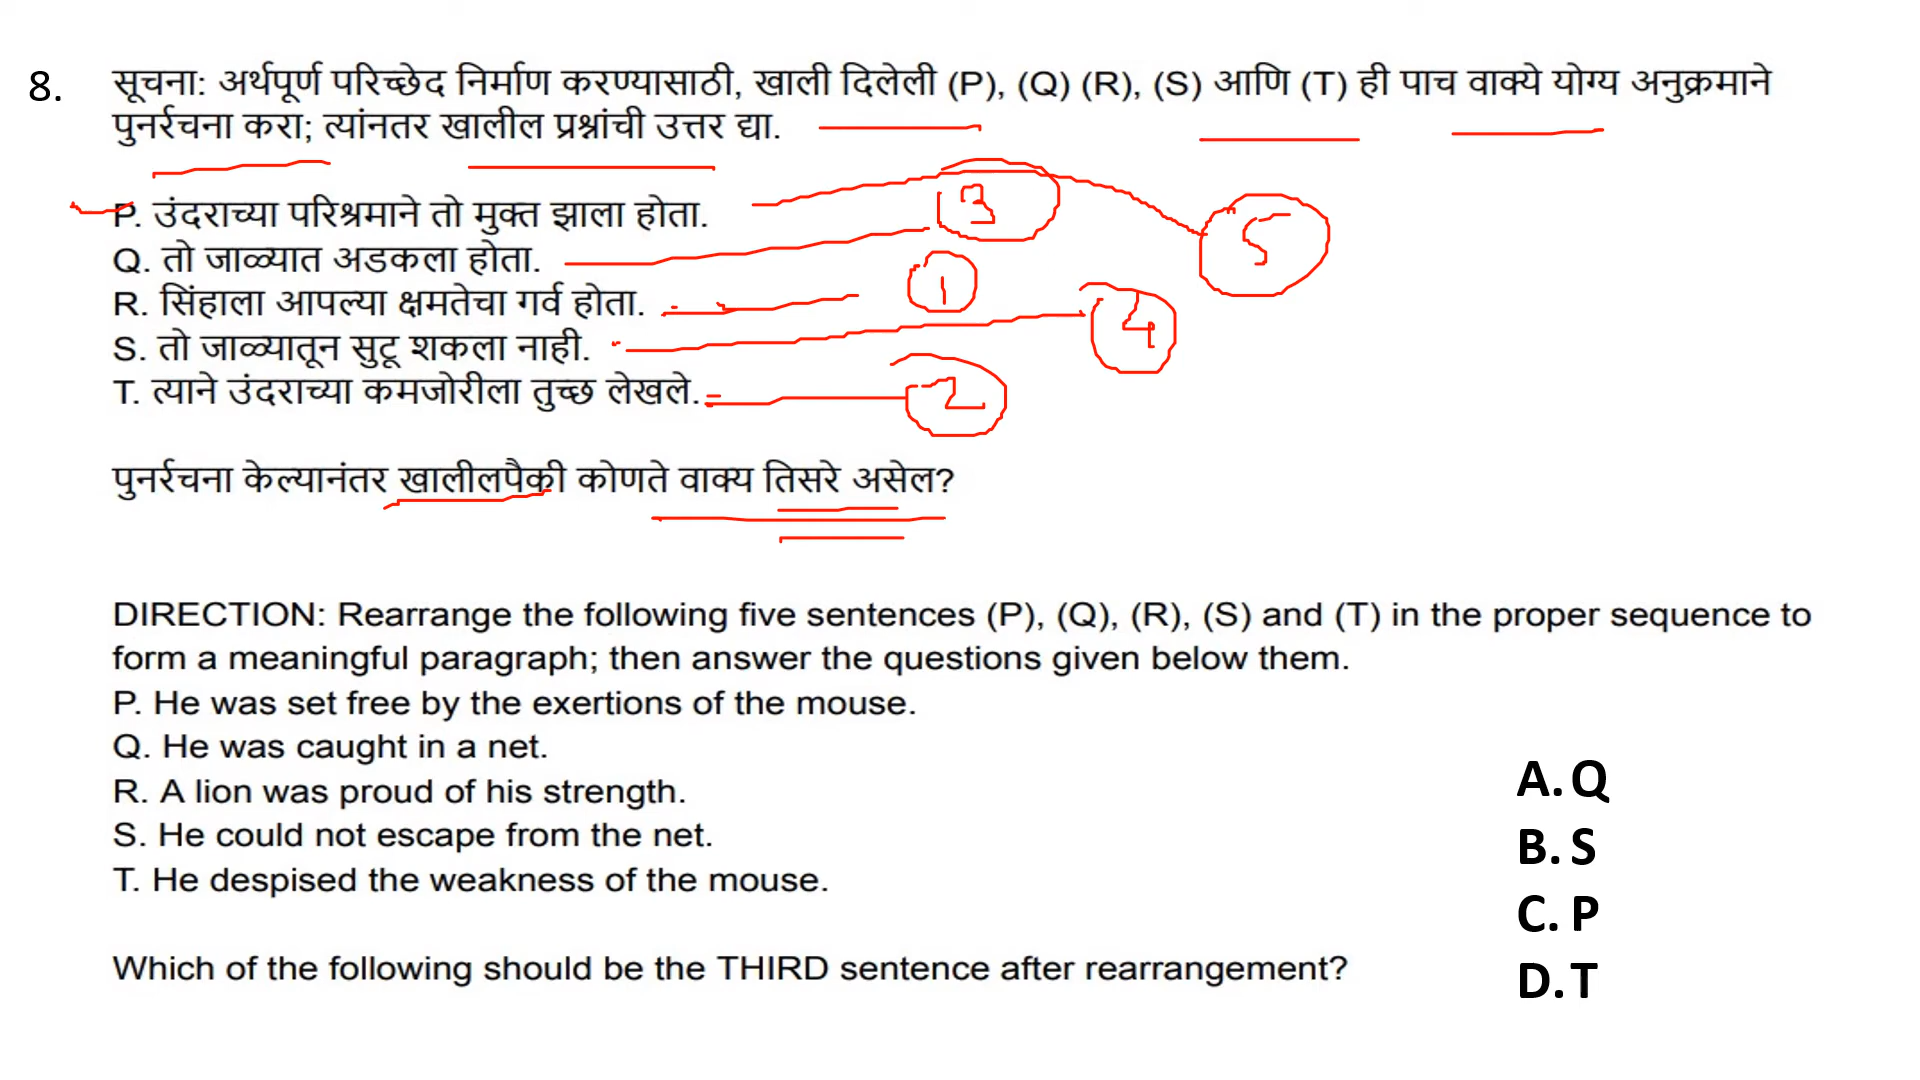 8.
सूचना: अर्थपूर्ण परिच्छेद निर्माण करण्यासाठी, खाली दिलेली (P), (Q) (R), (S) आणि (T) ही पाच वाक्ये योग्य अनुक्रमाने
पुनर्रचना करा; त्यांनतर खालील प्रश्नांची उत्तर द्या.
P. उंदराच्या परिश्रमाने तो मुक्त झाला होता. 3 5
Q. तो जाळ्यात अडकला होता.
R. सिंहाला आपल्या क्षमतेचा गर्व होता. 1
S. तो जाळ्यातून सुटू शकला नाही. 4
T. त्याने उंदराच्या कमजोरीला तुच्छ लेखले. 2
पुनर्रचना केल्यानंतर खालीलपैकी कोणते वाक्य तिसरे असेल?
DIRECTION: Rearrange the following five sentences (P), (Q), (R), (S) and (T) in the proper sequence to
form a meaningful paragraph; then answer the questions given below them.
P. He was set free by the exertions of the mouse.
Q. He was caught in a net.
R. A lion was proud of his strength.
S. He could not escape from the net.
T. He despised the weakness of the mouse.
Which of the following should be the THIRD sentence after rearrangement?
A. Q
B. S
C. P
D. T